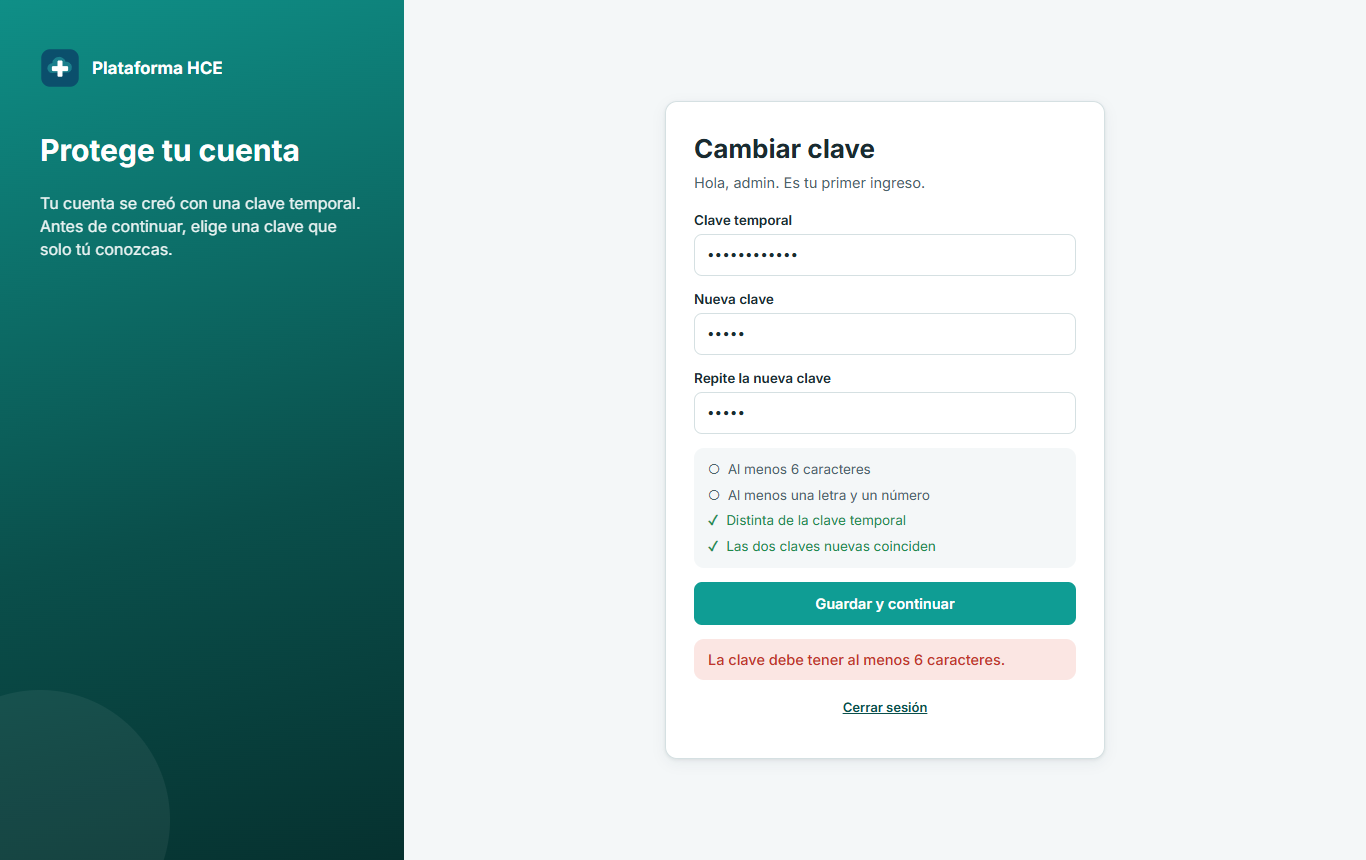 Plataforma HCE
Protege tu cuenta
Tu cuenta se creó con una clave temporal.
Antes de continuar, elige una clave que
solo tú conozcas.
Cambiar clave
Hola, admin. Es tu primer ingreso.
Clave temporal
••••••••••••
Nueva clave
•••••
Repite la nueva clave
•••••
Al menos 6 caracteres
Al menos una letra y un número
✓ Distinta de la clave temporal
✓ Las dos claves nuevas coinciden
Guardar y continuar
La clave debe tener al menos 6 caracteres.
Cerrar sesión